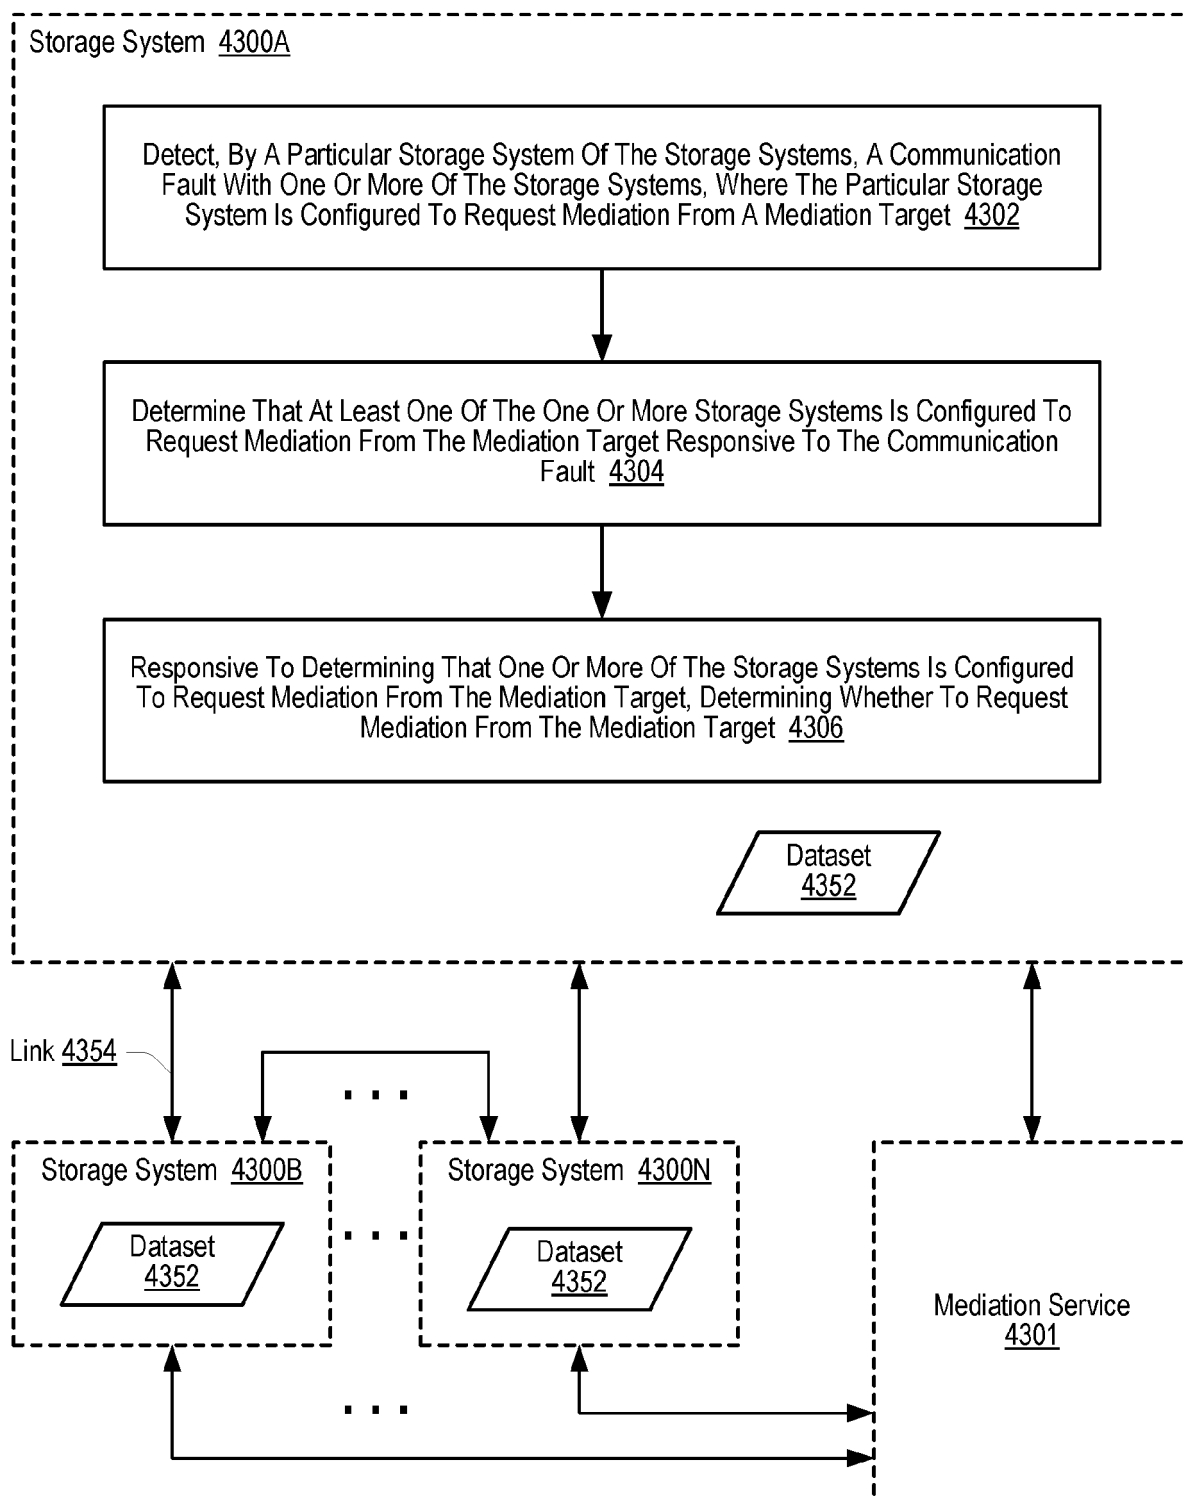 Storage System 4300A
Detect, By A Particular Storage System Of The Storage Systems, A Communication
Fault With One Or More Of The Storage Systems, Where The Particular Storage
System Is Configured To Request Mediation From A Mediation Target 4302
Determine That At Least One Of The One Or More Storage Systems Is Configured To
Request Mediation From The Mediation Target Responsive To The Communication
Fault 4304
Responsive To Determining That One Or More Of The Storage Systems Is Configured
To Request Mediation From The Mediation Target, Determining Whether To Request
Mediation From The Mediation Target 4306
Dataset
4352
Link 4354
Storage System 4300B
Dataset
4352
Storage System 4300N
Dataset
4352
Mediation Service
4301